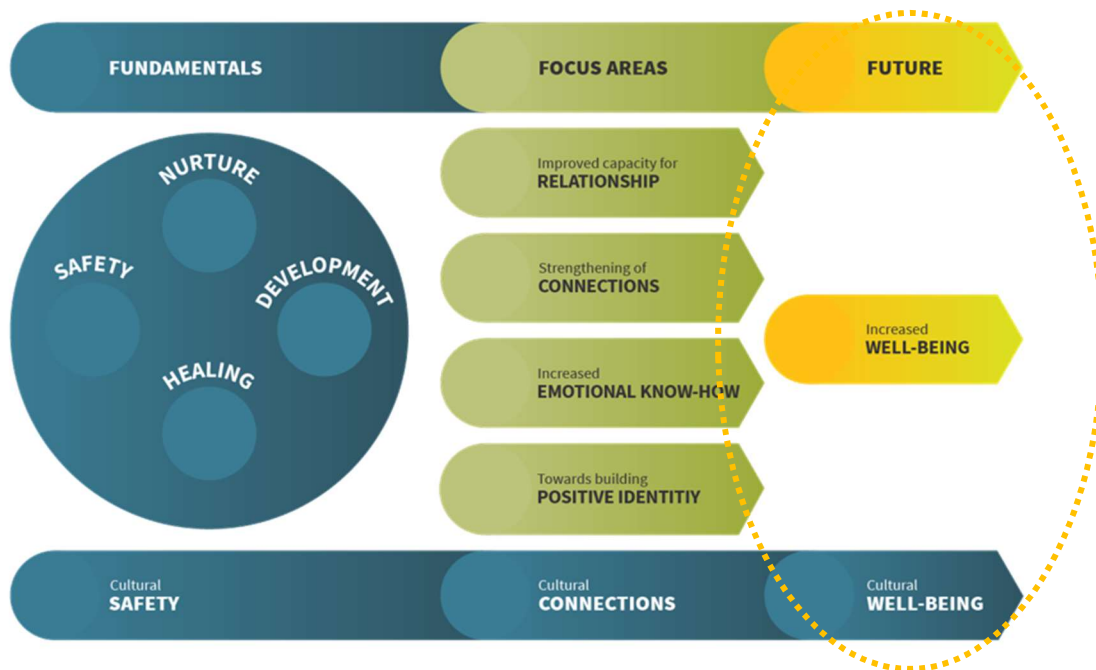 FUNDAMENTALS
FOCUS AREAS
FUTURE
NURTURE
SAFETY
DEVELOPMENT
HEALING
Improved capacity for
RELATIONSHIP
Strengthening of
CONNECTIONS
Increased
EMOTIONAL KNOW-HOW
Towards building
POSITIVE IDENTITIY
Increased
WELL-BEING
Cultural
SAFETY
Cultural
CONNECTIONS
Cultural
WELL-BEING